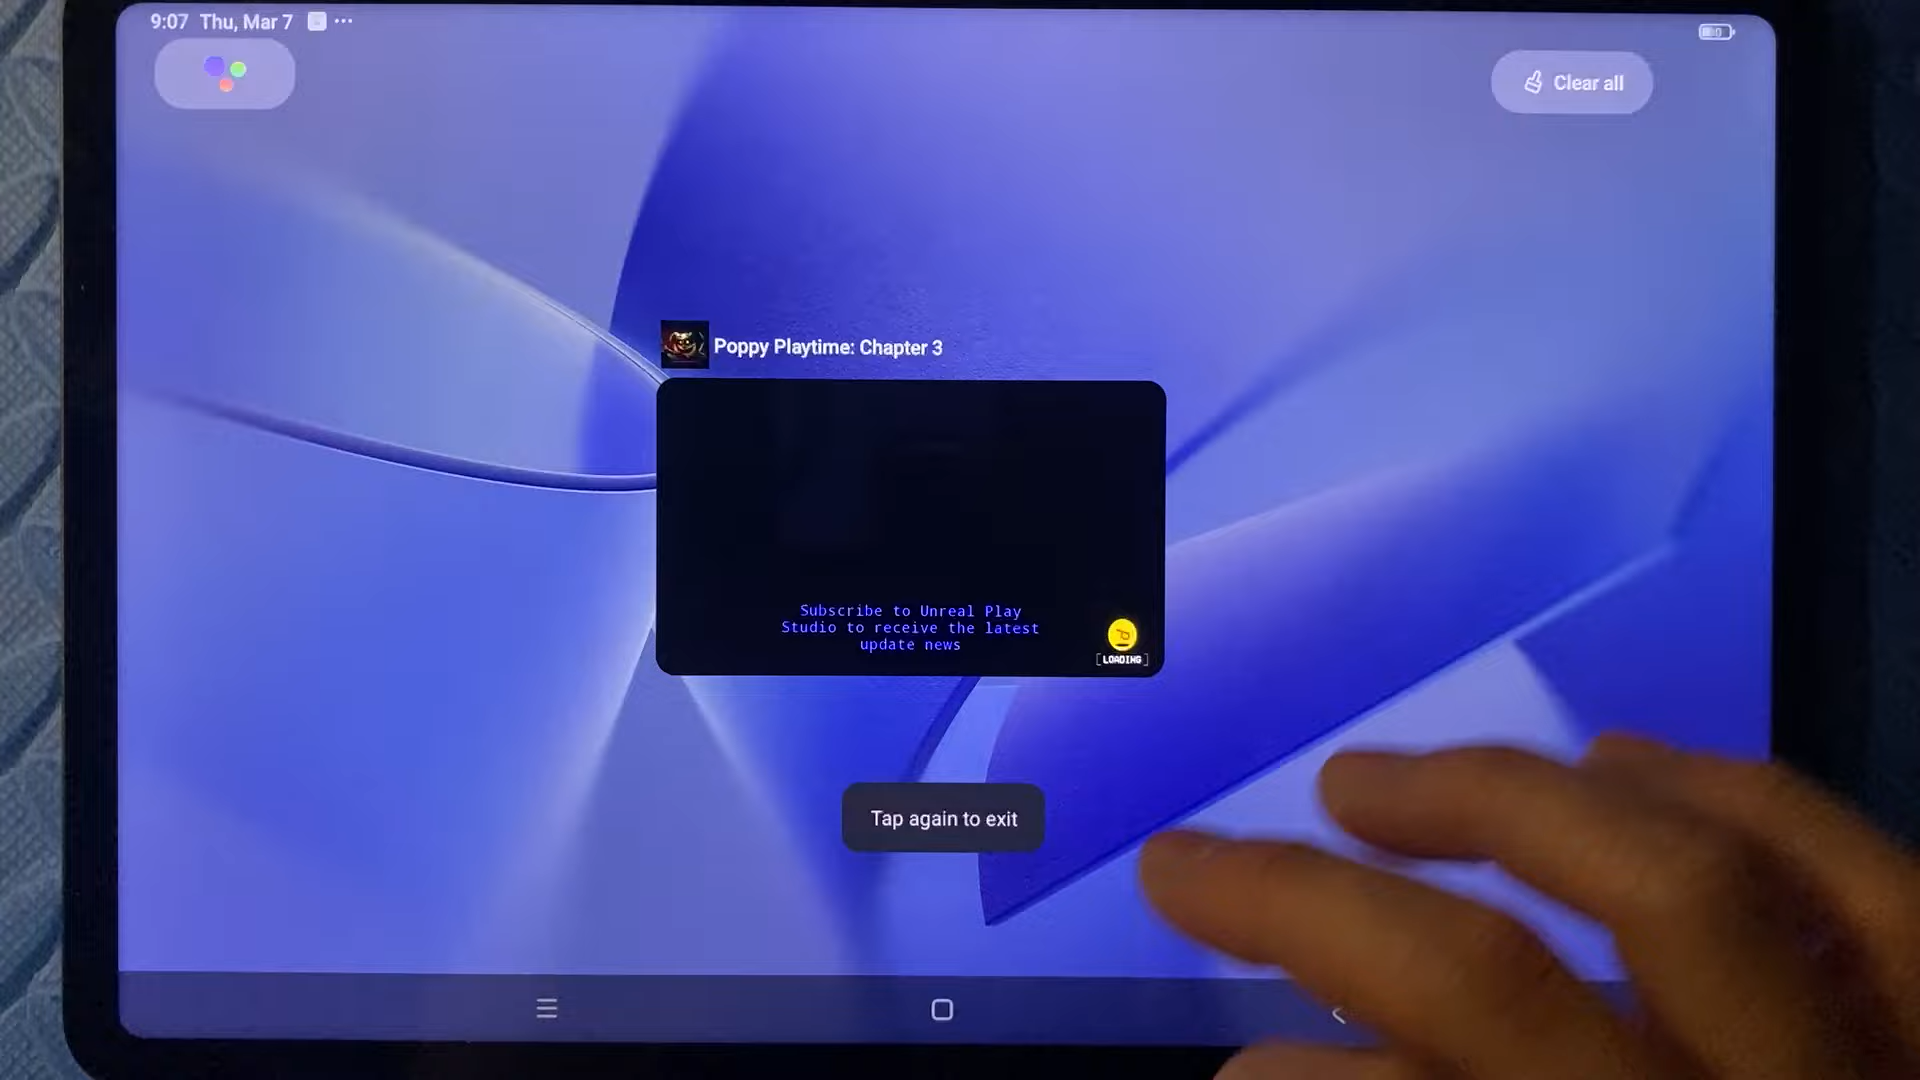 9:07 Thu, Mar 7
Clear all
Poppy Playtime: Chapter 3
Subscribe to Unreal Play
Studio to receive the latest
update news
[LOADING]
Tap again to exit